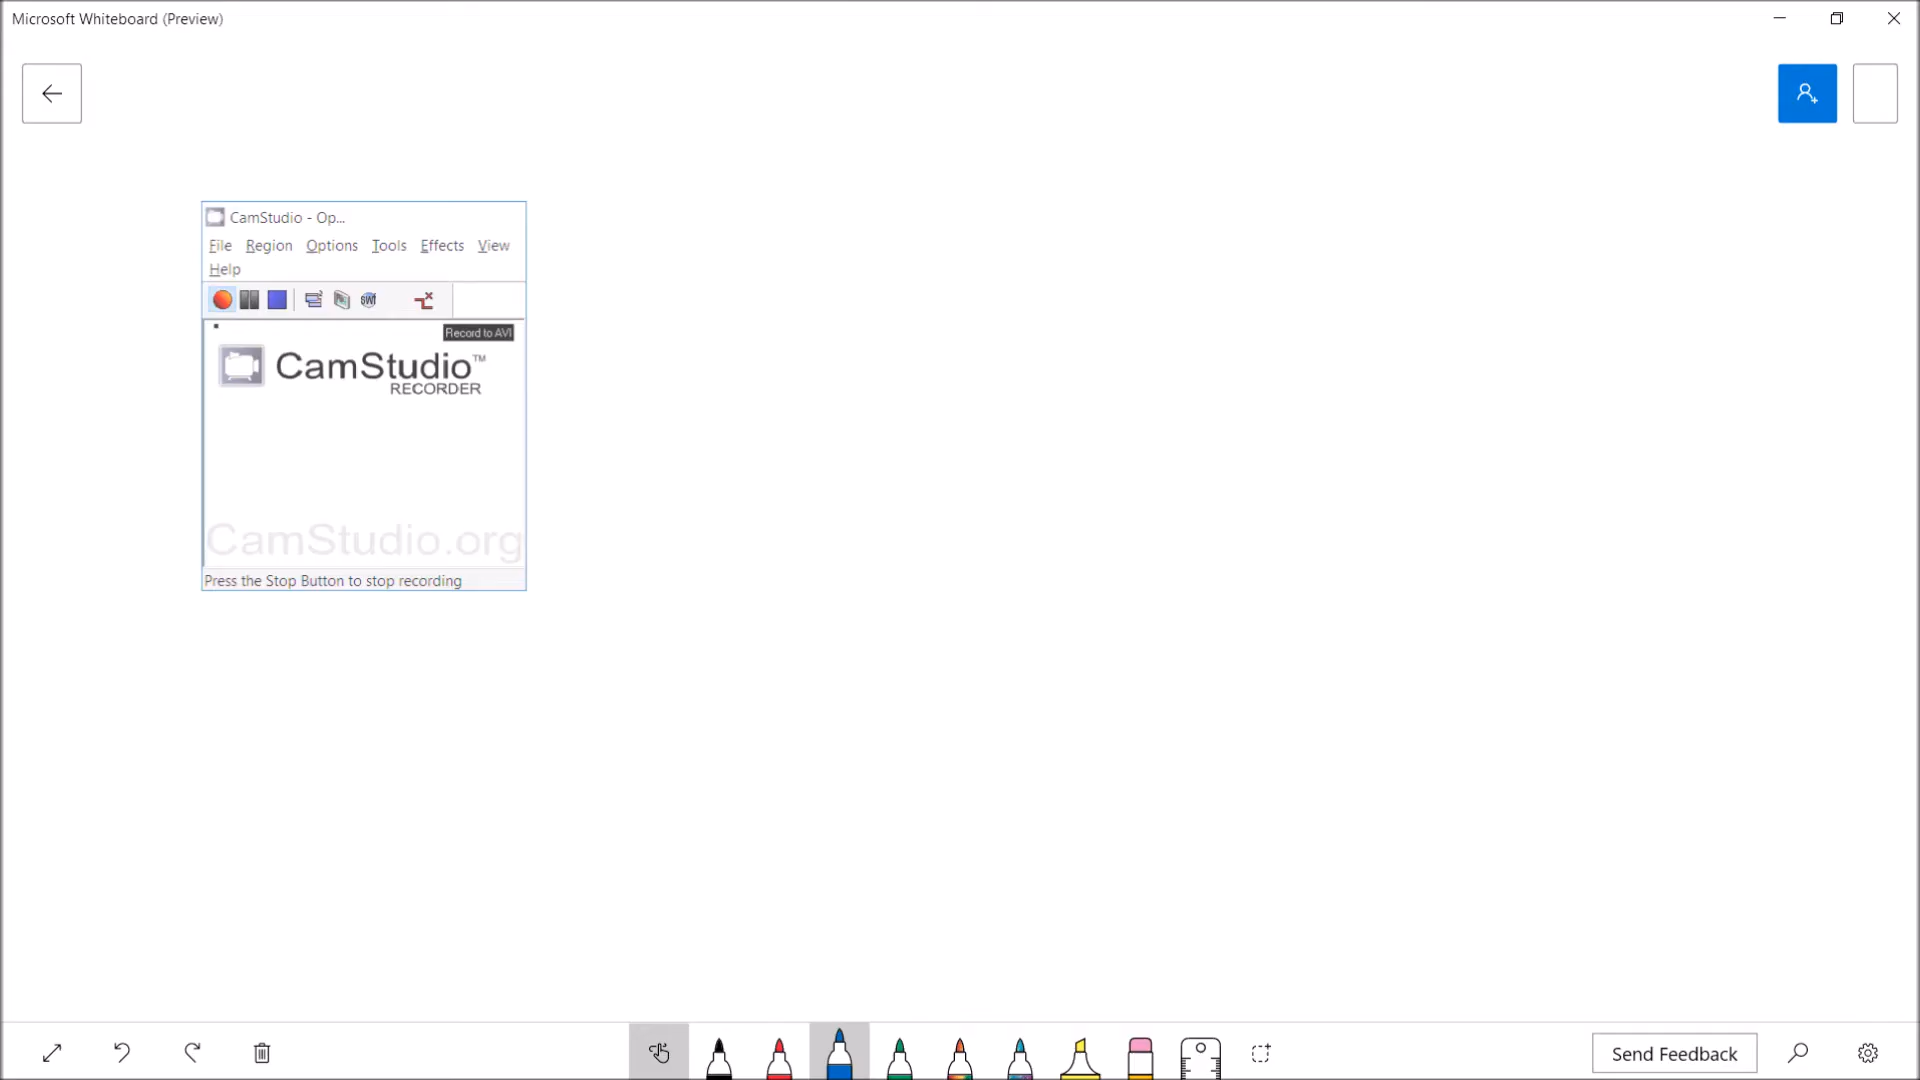 Microsoft Whiteboard (Preview)
CamStudio - Op...
File Region Options Tools Effects View
Help
SWf
Record to AVI
CamStudio™
RECORDER
CamStudio.org
Press the Stop Button to stop recording
Send Feedback